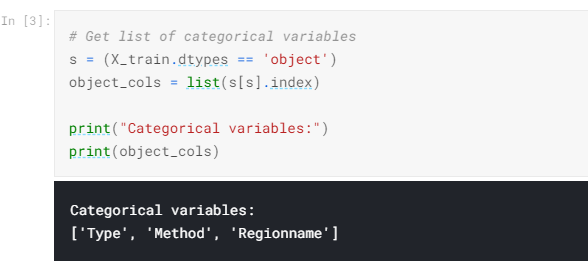 In [3]:
# Get list of categorical variables
s = (X_train.dtypes == 'object')
object_cols = list(s[s].index)
print("Categorical variables:")
print(object_cols)
Categorical variables:
['Type', 'Method', 'Regionname']